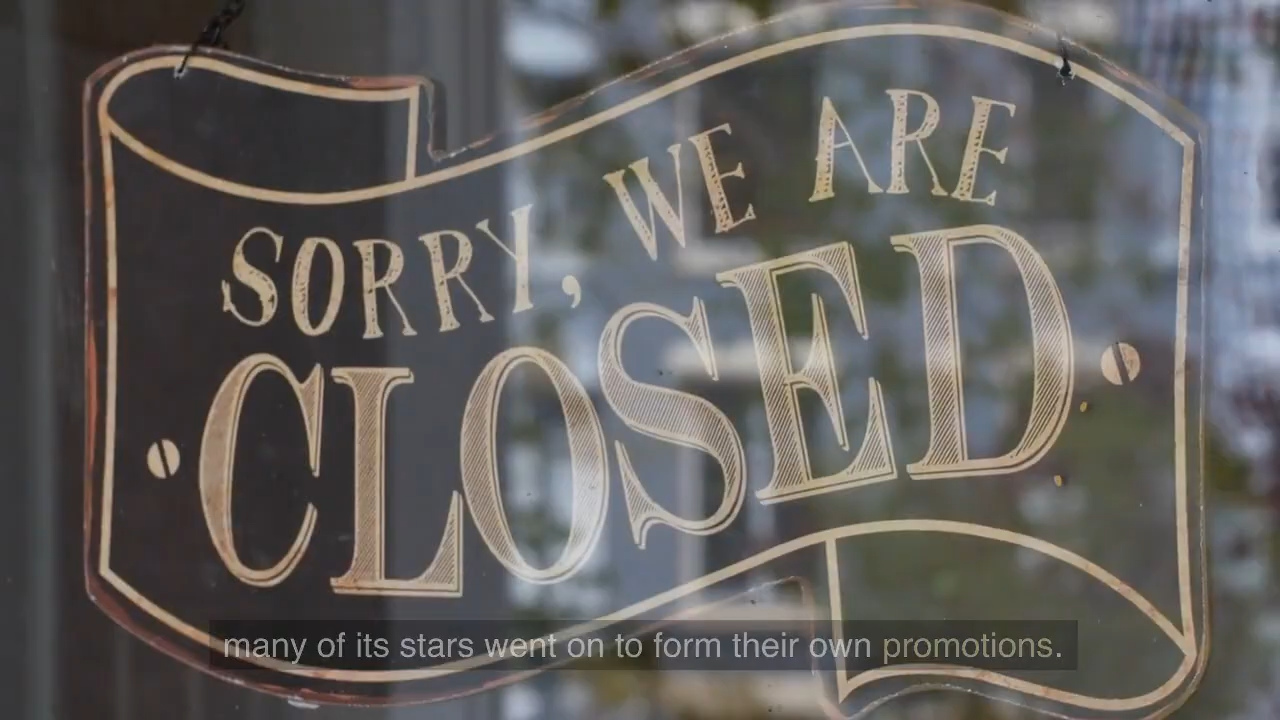 SORRY, WE ARE
CLOSED
many of its stars went on to form their own promotions.